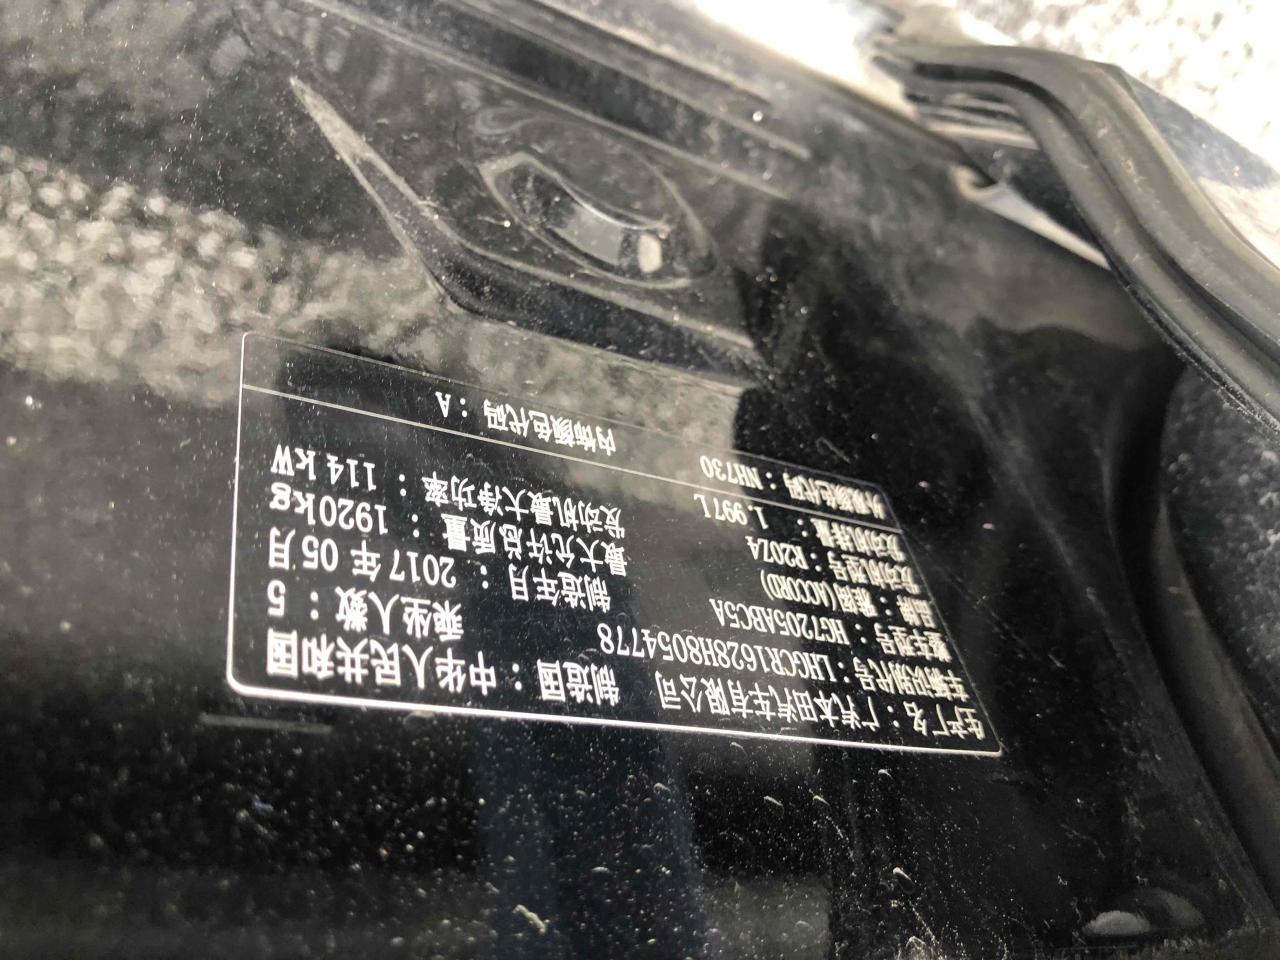 生产厂名：广汽本田汽车有限公司 制造国：中华人民共和国
车辆识别代号：LHGCR1628H8054778 乘坐人数：5
整车型号：HG7205ABC5A 制造年月：2017年05月
品牌：雅阁(ACCORD) 最大允许总质量：1920kg
发动机型号：R20ZA 发动机最大净功率：114kW
发动机排量：1.997L
外观颜色代码：NH730 内饰颜色代码：A